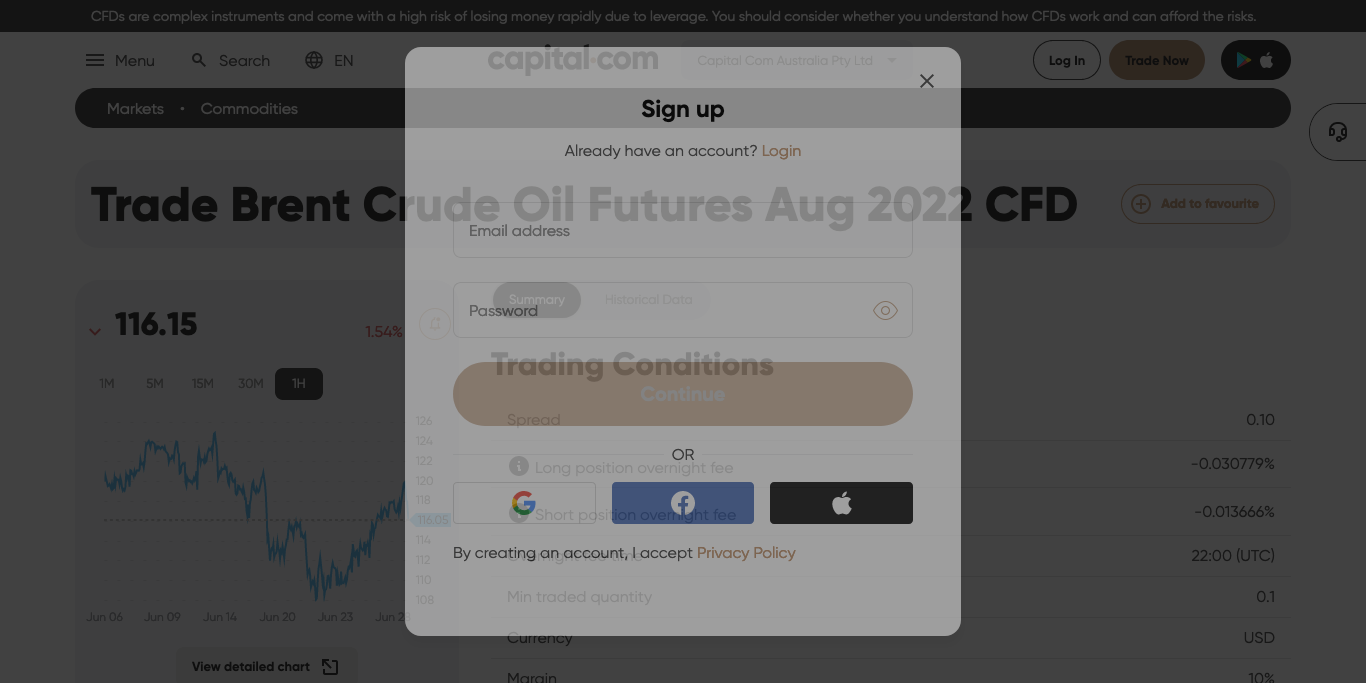 CFDs are complex instruments and come with a high risk of losing money rapidly due to leverage. You should consider whether you understand how CFDs work and can afford the risks.
Menu Search EN
capital.com
Capital Com Australia Pty Ltd
Log In Trade Now
Markets • Commodities
Sign up
Already have an account? Login
Trade Brent Crude Oil Futures Aug 2022 CFD
Add to favourite
Email address
116.15 1.54%
Summary Historical Data
Password
Trading Conditions
1M 5M 15M 30M 1H
Continue
126
124
122
120
118
116.05
114
112
110
108
Jun 06 Jun 09 Jun 14 Jun 20 Jun 23 Jun 28
View detailed chart
Spread 0.10
OR
Long position overnight fee -0.030779%
Short position overnight fee -0.013666%
Overnight fee time 22:00 (UTC)
By creating an account, I accept Privacy Policy
Min traded quantity 0.1
Currency USD
Margin 10%